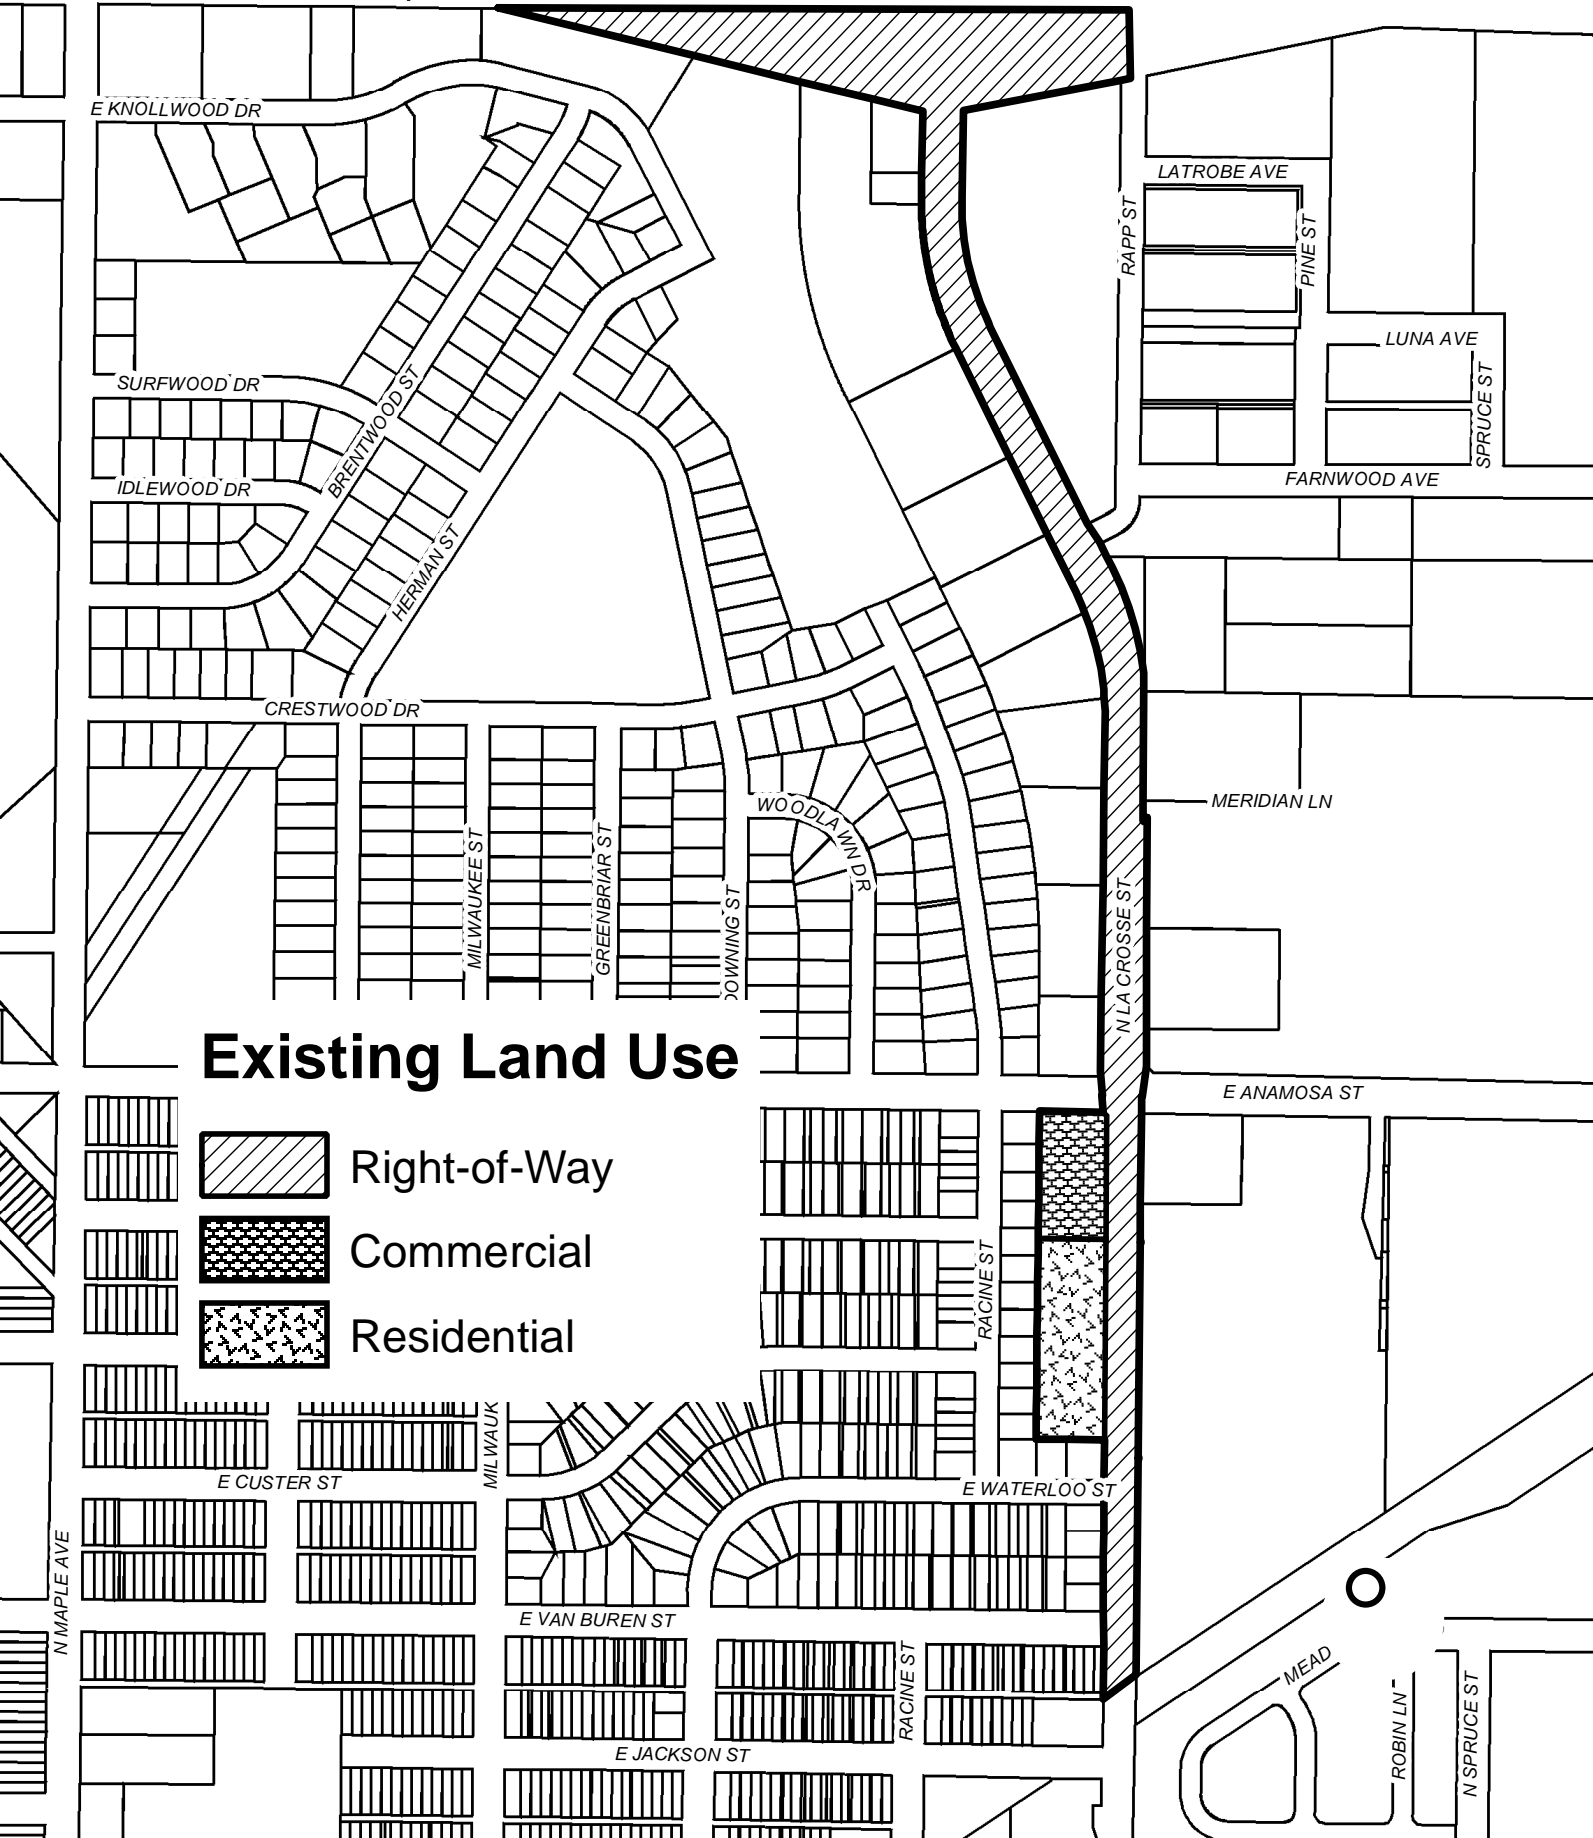 E KNOLLWOOD DR
LATROBE AVE
RAPP ST
PINE ST
LUNA AVE
SPRUCE ST
SURFWOOD DR
BRENTWOOD ST
IDLEWOOD DR
FARNWOOD AVE
HERMAN ST
CRESTWOOD DR
MERIDIAN LN
WOODLAWN DR
MILWAUKEE ST
GREENBRIAR ST
DOWNING ST
N LA CROSSE ST
Existing Land Use
E ANAMOSA ST
Right-of-Way
Commercial
RACINE ST
Residential
MILWAUK
E CUSTER ST
E WATERLOO ST
N MAPLE AVE
E VAN BUREN ST
RACINE ST
MEAD
ROBIN LN
N SPRUCE ST
E JACKSON ST